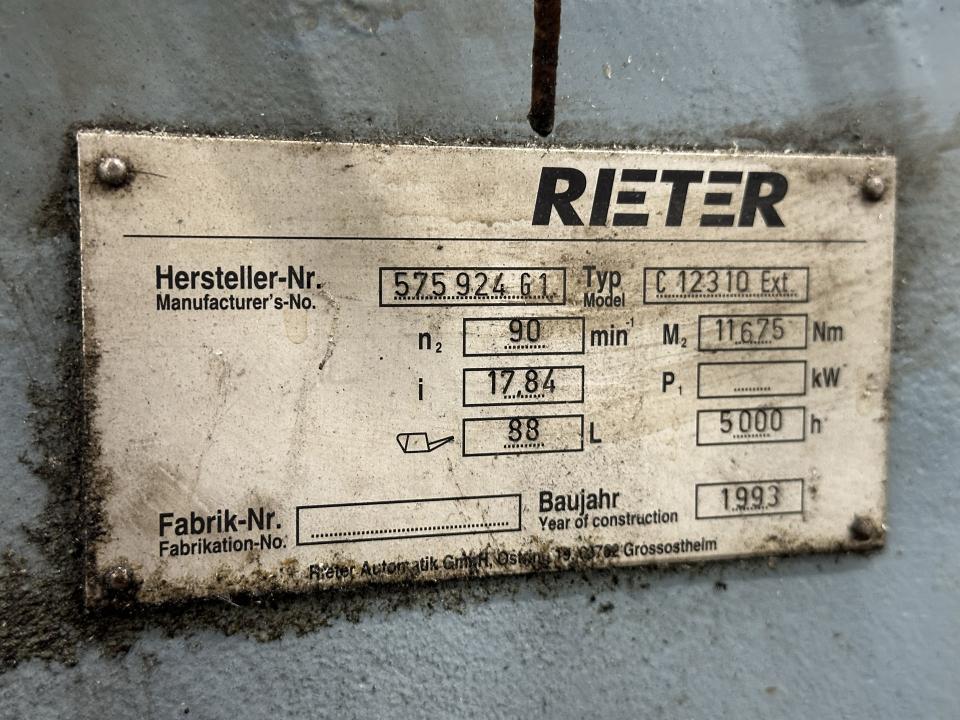 RIETER
Hersteller-Nr. 575 924 G1 Typ C 12310 Ext.
Manufacturer's-No. Model
n₂ 90 min⁻¹ M₂ 11675 Nm
i 17,84 P₁ kW
88 L 5000 h
Fabrik-Nr. Baujahr 1993
Fabrikation-No. Year of construction
Rieter Automatik GmbH, Grossostheim